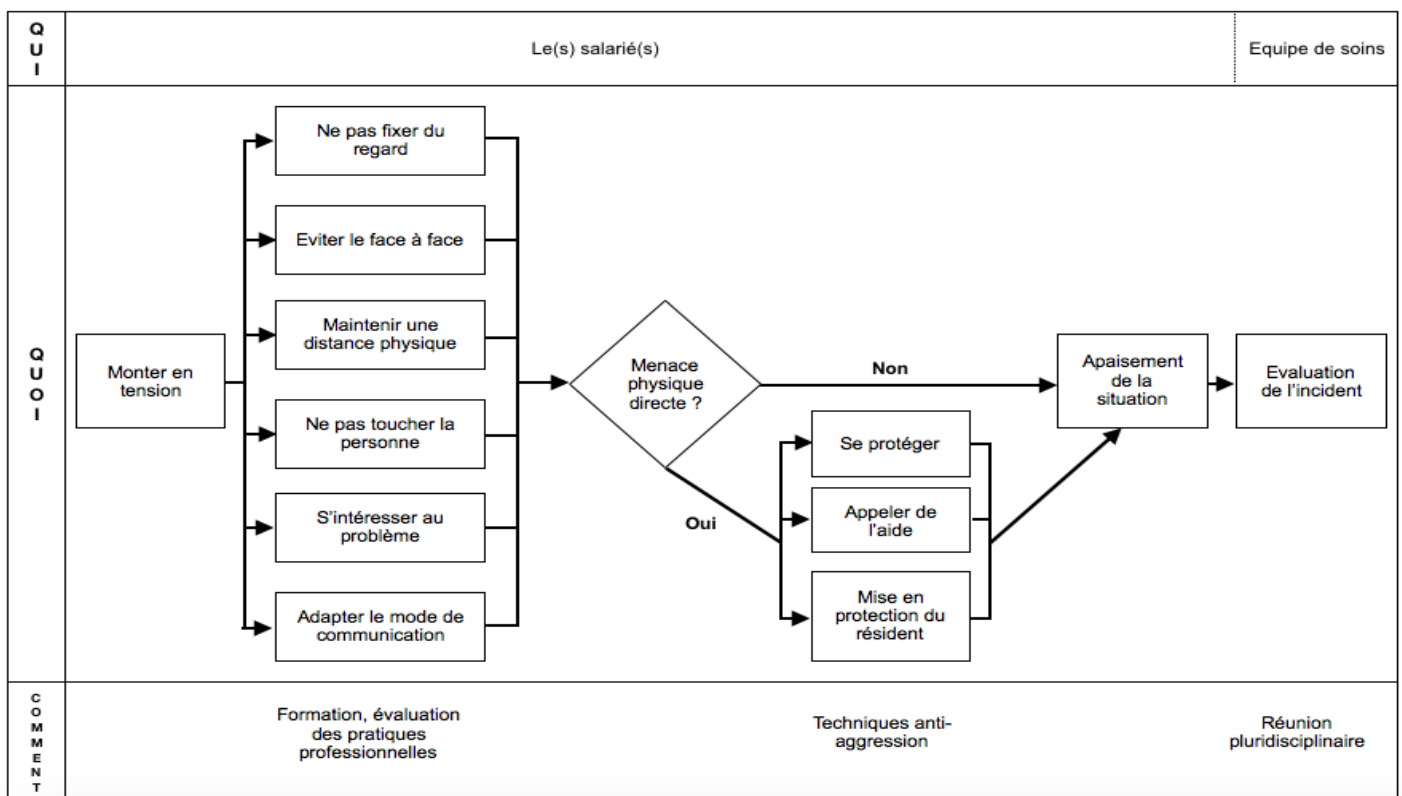 QUI
Le(s) salarié(s)
Equipe de soins
QUOI
Monter en
tension
Ne pas fixer du
regard
Eviter le face à face
Maintenir une
distance physique
Ne pas toucher la
personne
S'intéresser au
problème
Adapter le mode de
communication
Menace
physique
directe ?
Non
Oui
Se protéger
Appeler de
l'aide
Mise en
protection du
résident
Apaisement
de la
situation
Evaluation
de l'incident
COMMENT
Formation, évaluation
des pratiques
professionnelles
Techniques anti-
aggression
Réunion
pluridisciplinaire